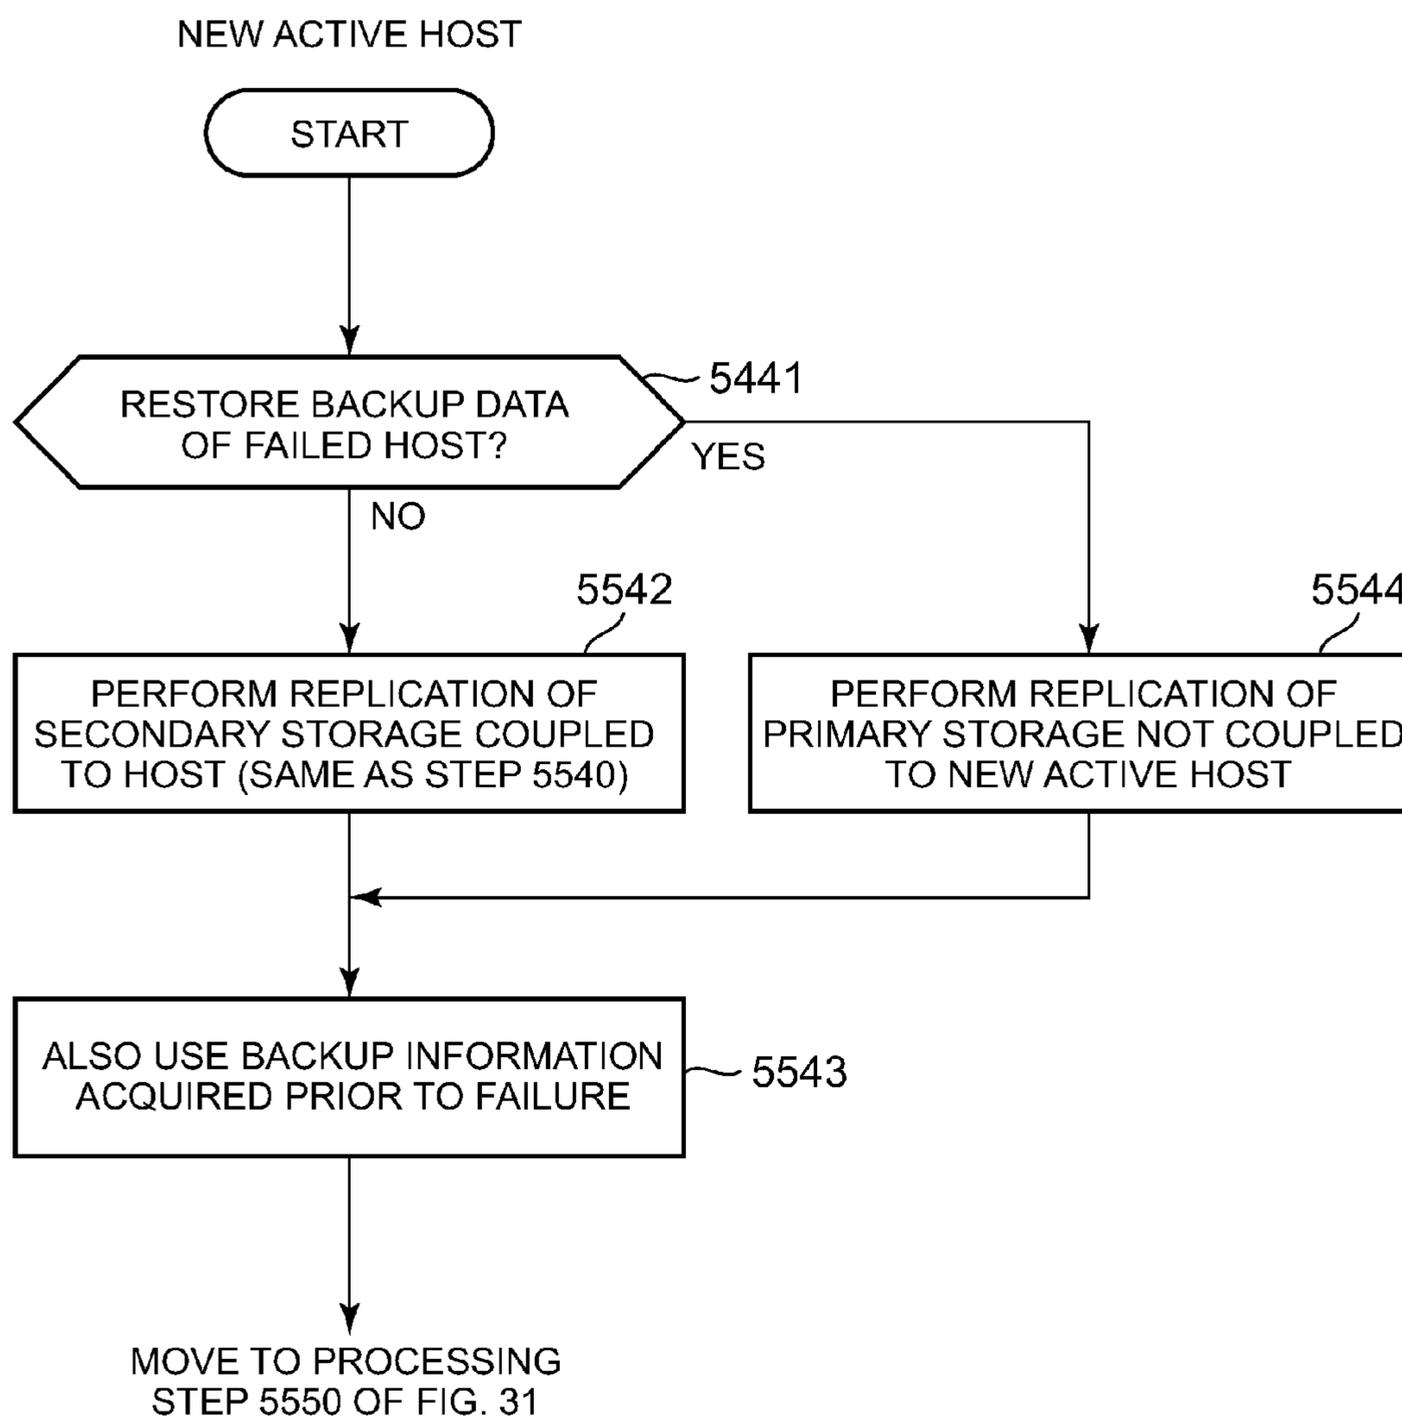 NEW ACTIVE HOST
START
RESTORE BACKUP DATA
OF FAILED HOST?
5441
YES
NO
5542
PERFORM REPLICATION OF
SECONDARY STORAGE COUPLED
TO HOST (SAME AS STEP 5540)
5544
PERFORM REPLICATION OF
PRIMARY STORAGE NOT COUPLED
TO NEW ACTIVE HOST
ALSO USE BACKUP INFORMATION
ACQUIRED PRIOR TO FAILURE
5543
MOVE TO PROCESSING
STEP 5550 OF FIG. 31